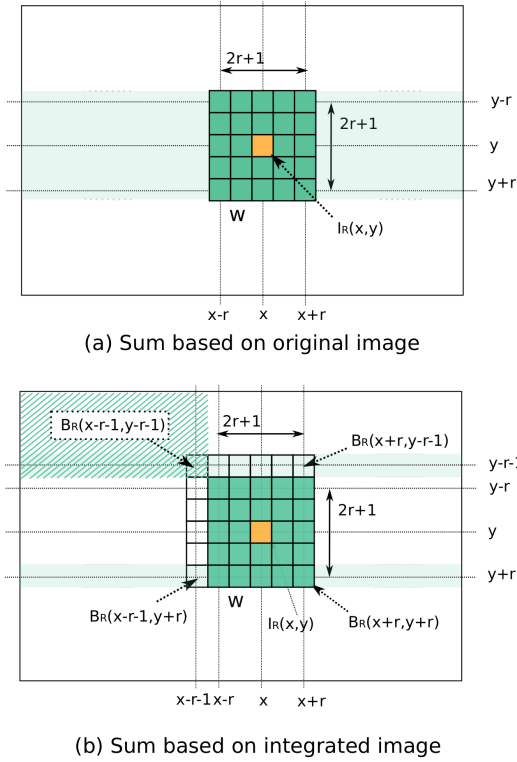 2r+1
y-r
2r+1
y
y+r
W
IR(x,y)
x-r x x+r
(a) Sum based on original image
BR(x-r-1,y-r-1)
2r+1
BR(x+r,y-r-1)
y-r-1
y-r
2r+1
y
y+r
W
BR(x-r-1,y+r)
IR(x,y)
BR(x+r,y+r)
x-r-1 x-r x x+r
(b) Sum based on integrated image